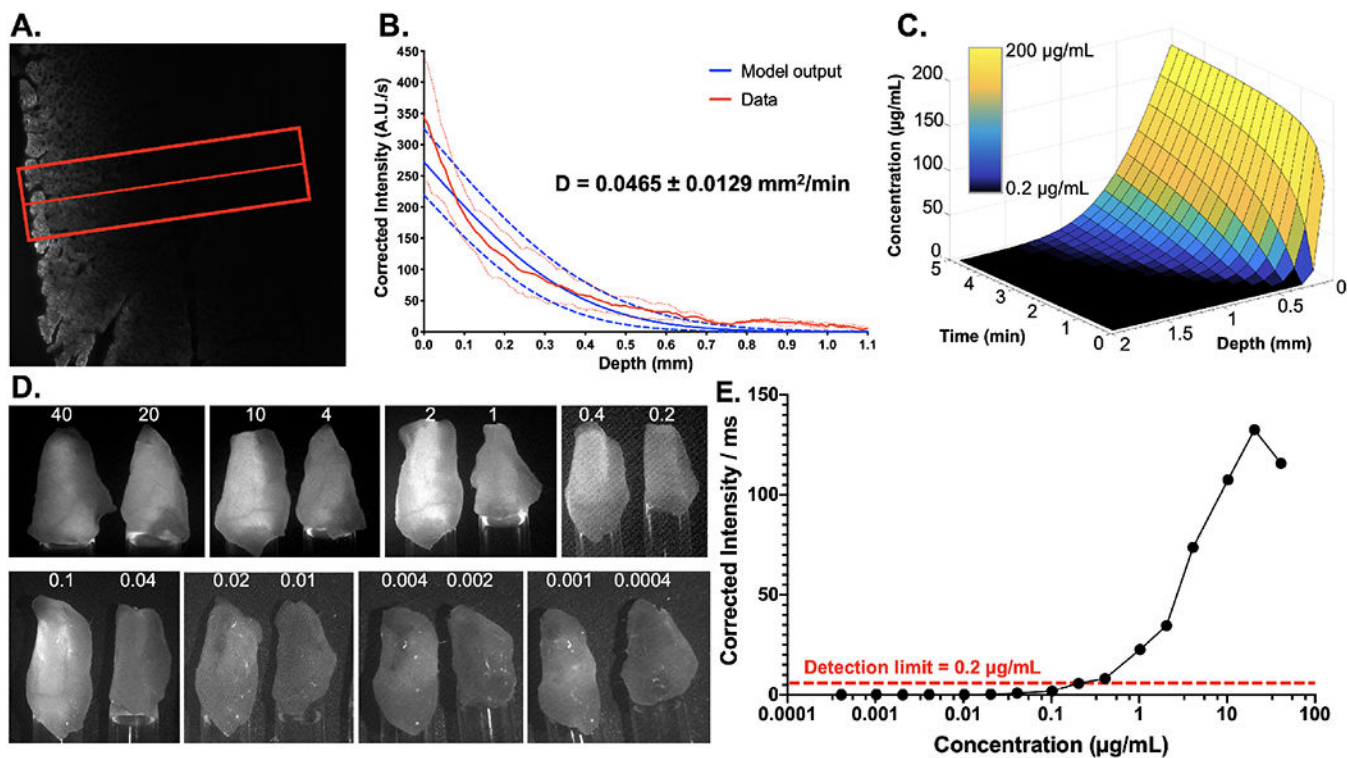 A.
B.
450
400
350
300
250
200
150
100
50
0
Corrected Intensity (A.U./s)
Model output
Data
D = 0.0465 ± 0.0129 mm²/min
0.0 0.1 0.2 0.3 0.4 0.5 0.6 0.7 0.8 0.9 1.0 1.1
Depth (mm)
C.
200 µg/mL
0.2 µg/mL
Concentration (µg/mL)
200
150
100
50
0
5 4 3 2 1 0
Time (min)
2 1.5 1 0.5 0
Depth (mm)
D.
40 20 10 4 2 1 0.4 0.2
0.1 0.04 0.02 0.01 0.004 0.002 0.001 0.0004
E.
150
100
50
0
Corrected Intensity / ms
Detection limit = 0.2 µg/mL
0.0001 0.001 0.01 0.1 1 10 100
Concentration (µg/mL)